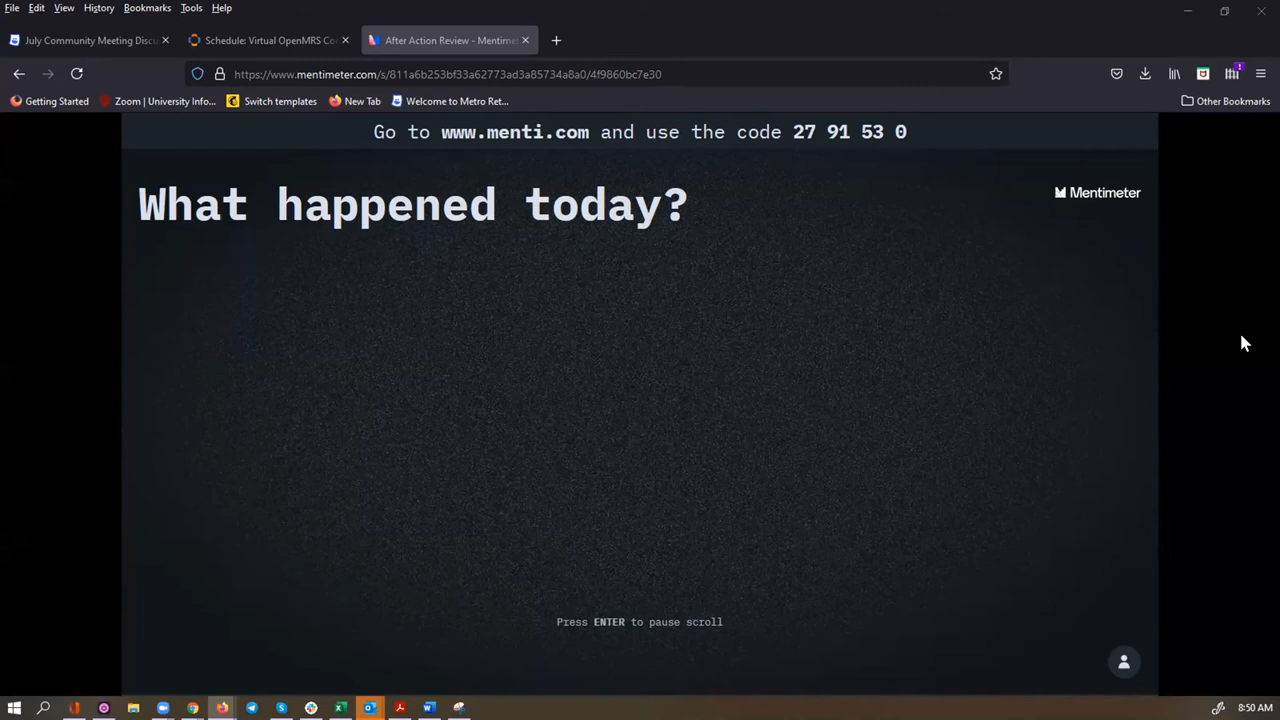 File Edit View History Bookmarks Tools Help
July Community Meeting Discu
Schedule: Virtual OpenMRS Con
After Action Review - Mentimet
https://www.mentimeter.com/s/811a6b253bf33a62773ad3a85734a8a0/4f9860bc7e30
Getting Started
Zoom | University Info...
Switch templates
New Tab
Welcome to Metro Ret...
Other Bookmarks
Go to www.menti.com and use the code 27 91 53 0
What happened today?
Mentimeter
Press ENTER to pause scroll
8:50 AM